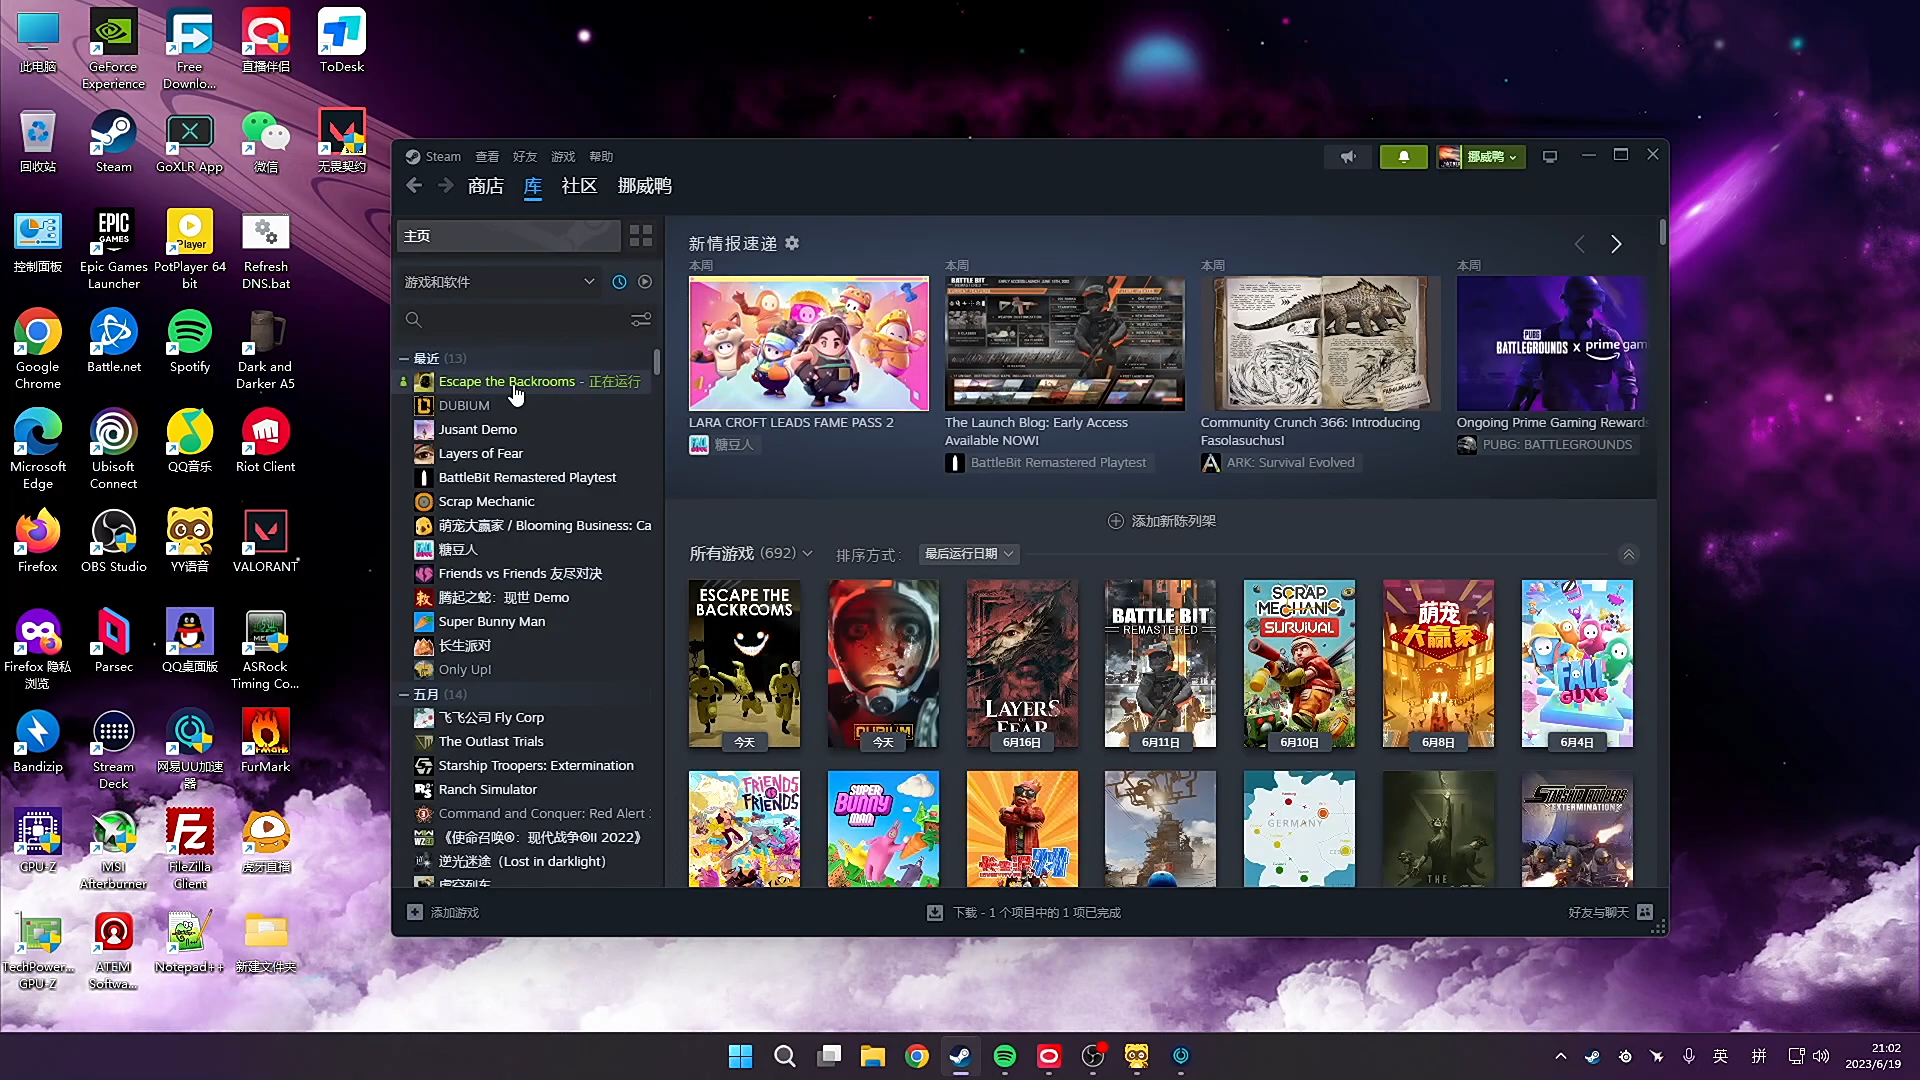 此电脑
GeForce
Experience
Free
Downlo...
直播伴侣
ToDesk
回收站
Steam
GoXLR App
微信
无畏契约
控制面板
EPIC
GAMES
Epic Games
Launcher
Player
PotPlayer 64
bit
Refresh
DNS.bat
Google
Chrome
Battle.net
Spotify
Dark and
Darker A5
Microsoft
Edge
Ubisoft
Connect
QQ音乐
Riot Client
Firefox
OBS Studio
YY语音
VALORANT
Firefox 隐私
浏览
Parsec
QQ桌面版
ASRock
Timing Co...
Bandizip
Stream
Deck
网易UU加速
器
FurMark
GPU-Z
MSI
Afterburner
FileZilla
Client
虎牙直播
TechPower...
GPU-Z
ATEM
Softwa...
Notepad++
新建文件夹
Steam 查看 好友 游戏 帮助
挪威鸭
商店 库 社区 挪威鸭
主页
游戏和软件
最近 (13)
Escape the Backrooms - 正在运行
DUBIUM
Jusant Demo
Layers of Fear
BattleBit Remastered Playtest
Scrap Mechanic
萌宠大赢家 / Blooming Business: Ca
糖豆人
Friends vs Friends 友尽对决
腾起之蛇：现世 Demo
Super Bunny Man
长生派对
Only Up!
五月 (14)
飞飞公司 Fly Corp
The Outlast Trials
Starship Troopers: Extermination
Ranch Simulator
Command and Conquer: Red Alert
《使命召唤®：现代战争®II 2022》
逆光迷途（Lost in darklight）
虚空列车
添加游戏
新情报速递
本周
本周
本周
本周
BATTLE BIT
PUBG
BATTLEGROUNDS x prime gam
LARA CROFT LEADS FAME PASS 2
糖豆人
The Launch Blog: Early Access
Available NOW!
BattleBit Remastered Playtest
Community Crunch 366: Introducing
Fasolasuchus!
ARK: Survival Evolved
Ongoing Prime Gaming Rewards
PUBG: BATTLEGROUNDS
添加新陈列架
所有游戏 (692)
排序方式:
最后运行日期
ESCAPE THE
BACKROOMS
今天
DUBIUM
今天
LAYERS
OF
FEAR
6月16日
BATTLE BIT
REMASTERED
6月11日
SCRAP
MECHANIC
SURVIVAL
6月10日
萌宠
大赢家
6月8日
FALL
GUYS
6月4日
FRIENDS
VS
FRIENDS
SUPER
BUNNY
MAN
GERMANY
THE
STARSHIP TROOPERS
EXTERMINATION
下载 - 1 个项目中的 1 项已完成
好友与聊天
英
拼
21:02
2023/6/19